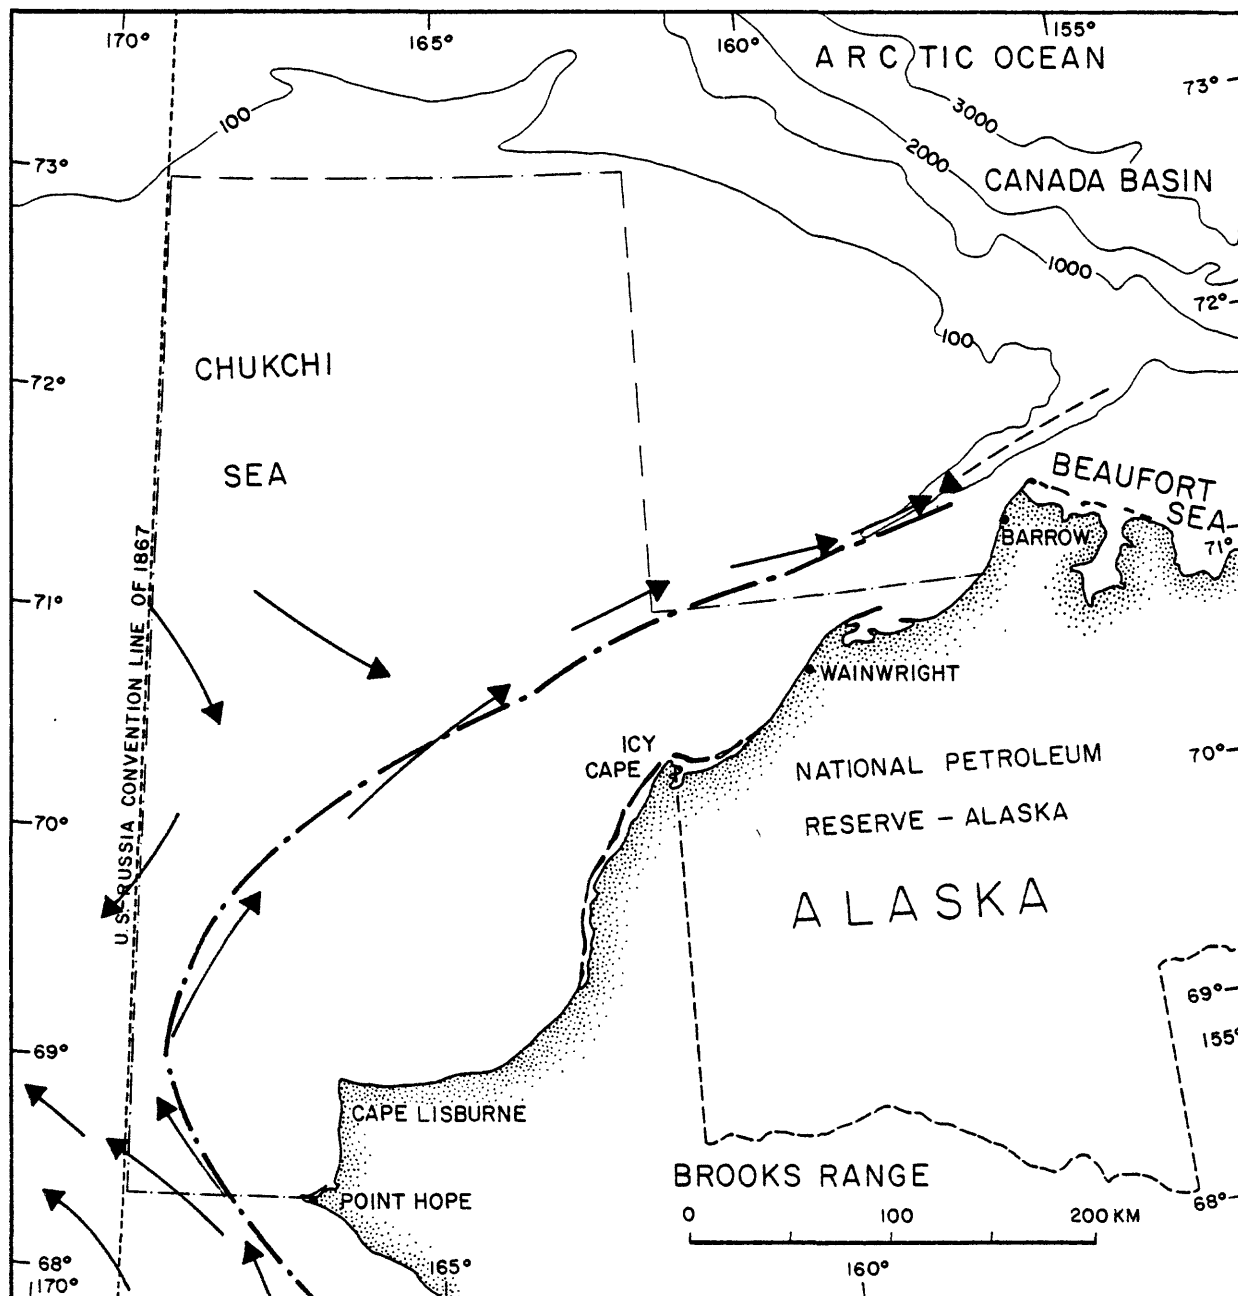 170°
165°
160°
155°
ARCTIC OCEAN
73°
100
3000
2000
73°
CANADA BASIN
1000
72°
100
CHUKCHI
72°
SEA
BEAUFORT
SEA
BARROW
71°
71°
U.S. RUSSIA CONVENTION LINE OF 1867
WAINWRIGHT
ICY
CAPE
NATIONAL PETROLEUM
70°
RESERVE – ALASKA
70°
ALASKA
69°
155°
69°
CAPE LISBURNE
BROOKS RANGE
POINT HOPE
68°
0 100 200 KM
68°
170°
165°
160°